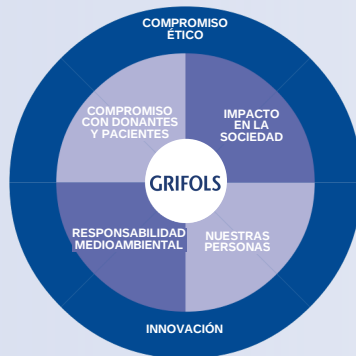 COMPROMISO
ÉTICO
COMPROMISO
CON DONANTES
Y PACIENTES
IMPACTO
EN LA
SOCIEDAD
GRIFOLS
RESPONSABILIDAD
MEDIOAMBIENTAL
NUESTRAS
PERSONAS
INNOVACIÓN